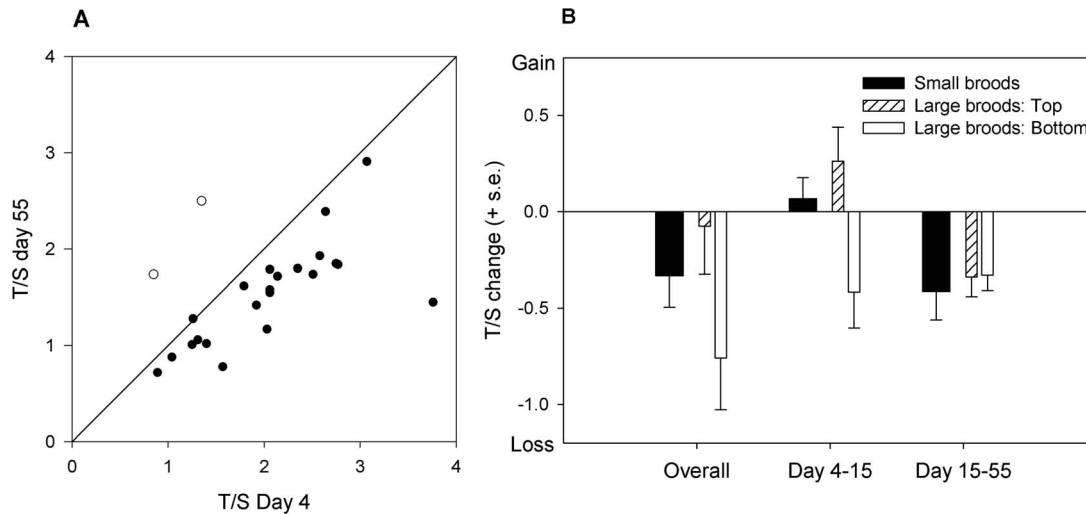 A
4
3
2
1
0
0
1
2
3
4
T/S day 55
T/S Day 4
B
Gain
0.5
0.0
-0.5
-1.0
Loss
T/S change (+ s.e.)
Small broods
Large broods: Top
Large broods: Bottom
Overall
Day 4-15
Day 15-55